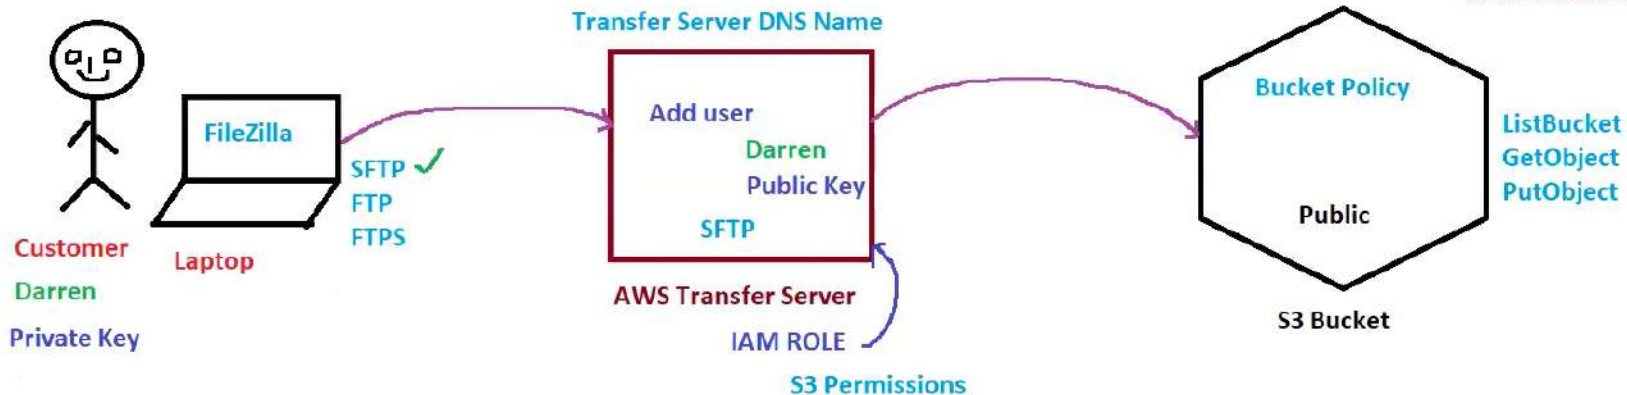 Transfer Server DNS Name
FileZilla
SFTP
FTP
FTPS
Customer
Darren
Private Key
Laptop
Add user
Darren
Public Key
SFTP
AWS Transfer Server
IAM ROLE
S3 Permissions
Bucket Policy
Public
S3 Bucket
ListBucket
GetObject
PutObject